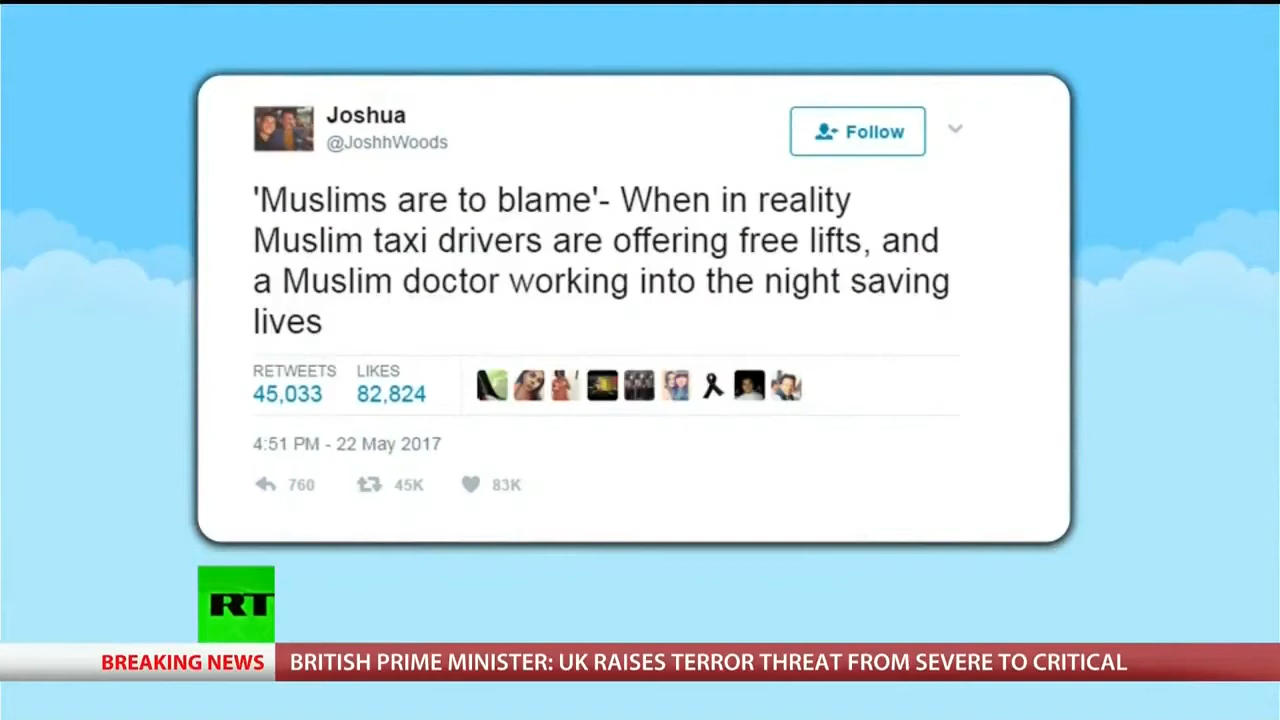 Joshua
@JoshhWoods
Follow
'Muslims are to blame'- When in reality
Muslim taxi drivers are offering free lifts, and
a Muslim doctor working into the night saving
lives
RETWEETS LIKES
45,033 82,824
4:51 PM - 22 May 2017
760 45K 83K
RT
BREAKING NEWS BRITISH PRIME MINISTER: UK RAISES TERROR THREAT FROM SEVERE TO CRITICAL